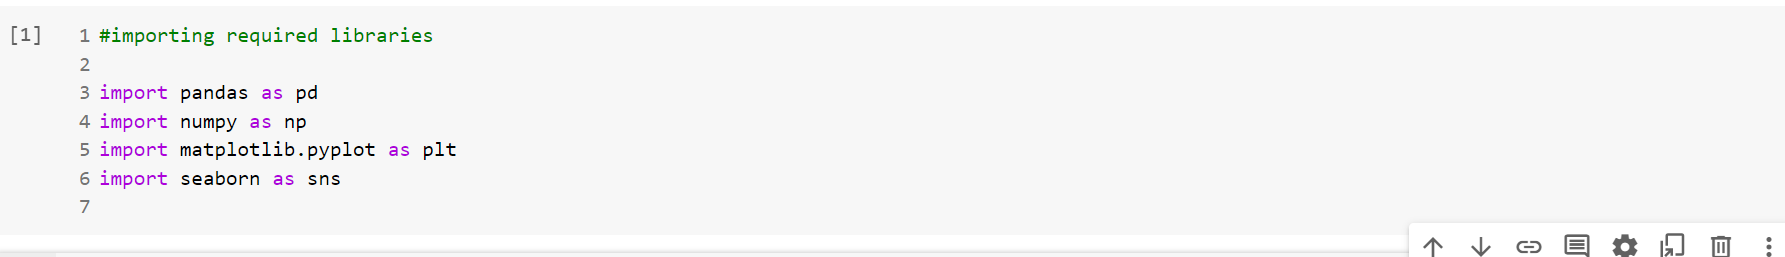 [1]
1 #importing required libraries
2
3 import pandas as pd
4 import numpy as np
5 import matplotlib.pyplot as plt
6 import seaborn as sns
7